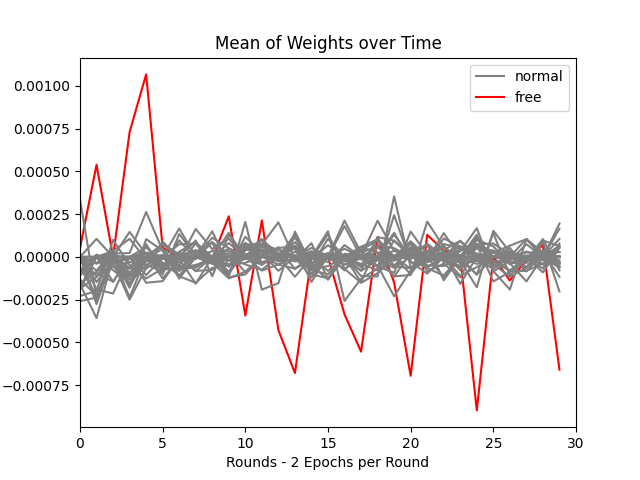 Mean of Weights over Time
normal
free
0.00100
0.00075
0.00050
0.00025
0.00000
−0.00025
−0.00050
−0.00075
0 5 10 15 20 25 30
Rounds - 2 Epochs per Round